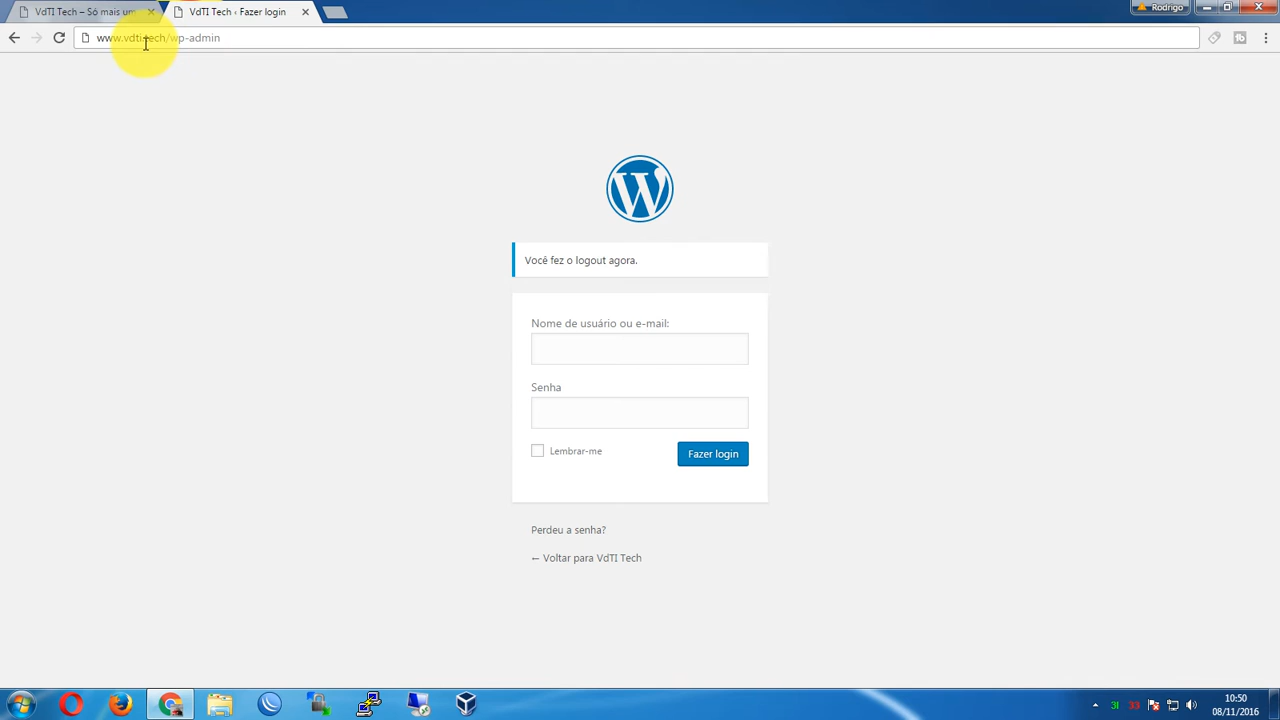 VdTI Tech – Só mais um
VdTI Tech ‹ Fazer login
Rodrigo
www.vdti.tech/wp-admin
Você fez o logout agora.
Nome de usuário ou e-mail:
Senha
Lembrar-me
Fazer login
Perdeu a senha?
← Voltar para VdTI Tech
31
33
10:50
08/11/2016